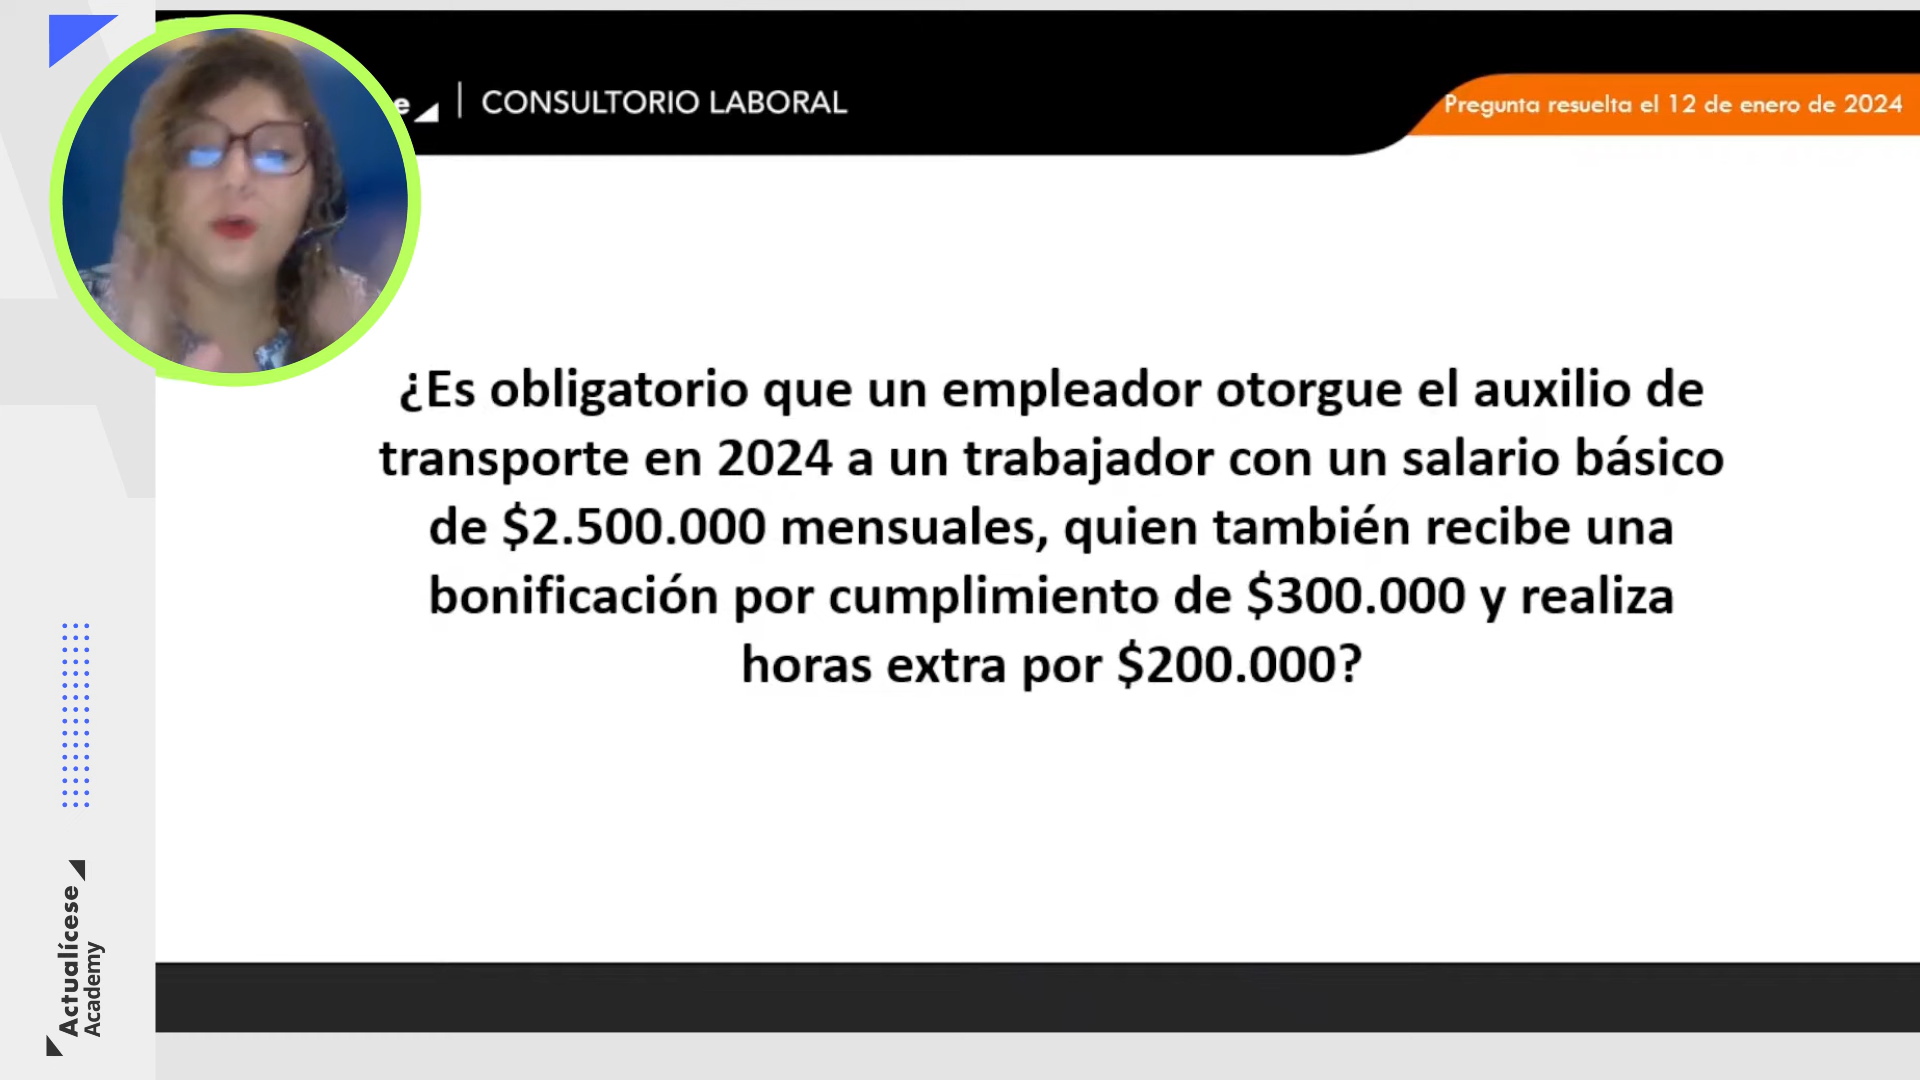 CONSULTORIO LABORAL
Pregunta resuelta el 12 de enero de 2024
¿Es obligatorio que un empleador otorgue el auxilio de
transporte en 2024 a un trabajador con un salario básico
de $2.500.000 mensuales, quien también recibe una
bonificación por cumplimiento de $300.000 y realiza
horas extra por $200.000?
Actualícese
Academy